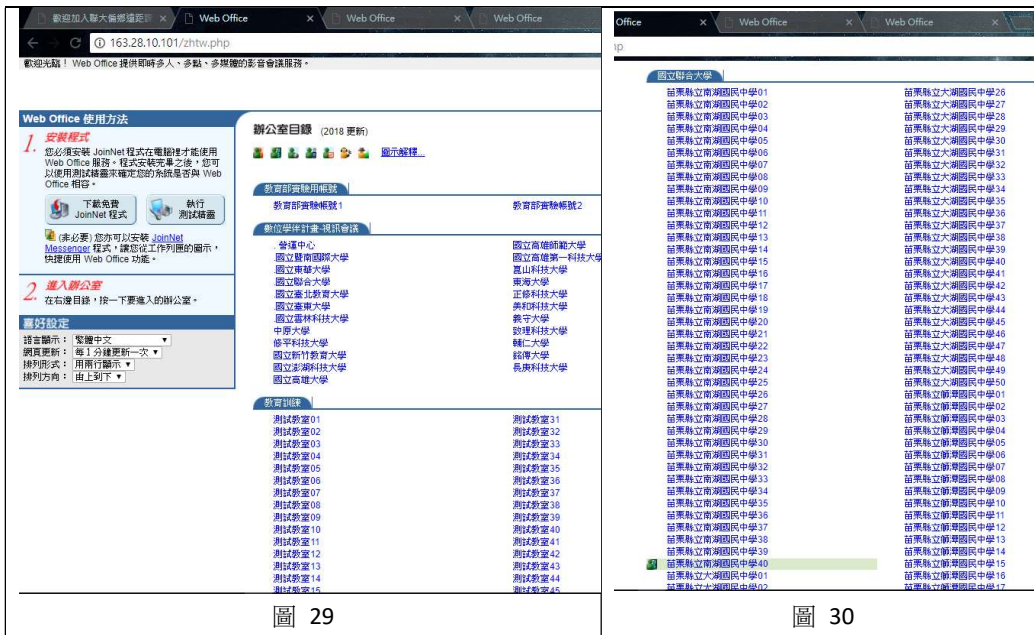 歡迎加入聯大偏鄉遠距
Web Office
Web Office
Web Office
163.28.10.101/zhtw.php
歡迎光臨！ Web Office 提供即時多人、多點、多媒體的影音會議服務。
Web Office 使用方法
1. 安裝程式
您必須安裝 JoinNet 程式在電腦裡才能使用
Web Office 服務。程式安裝完畢之後，您可
以使用測試精靈來確定您的系統是否與 Web
Office 相容。
下載免費
JoinNet 程式
執行
測試精靈
(非必要) 您亦可以安裝 JoinNet
Messenger 程式，讓您從工作列匣的圖示，
快捷使用 Web Office 功能。
2. 進入辦公室
在右邊目錄，按一下要進入的辦公室。
喜好設定
語言顯示： 繁體中文
網頁更新： 每 1 分鐘更新一次
排列形式： 用兩行顯示
排列方向： 由上到下
辦公室目錄 (2018 更新)
圖示解釋...
教育部實驗用帳號
教育部實驗帳號1
教育部實驗帳號2
數位學伴計畫-視訊會議
. 營運中心
.國立暨南國際大學
.國立東華大學
.國立聯合大學
.國立臺北教育大學
.國立臺東大學
.國立雲林科技大學
中原大學
修平科技大學
國立新竹教育大學
國立澎湖科技大學
國立高雄大學
國立高雄師範大學
國立高雄第一科技大學
崑山科技大學
東海大學
正修科技大學
美和科技大學
義守大學
致理科技大學
輔仁大學
銘傳大學
長庚科技大學
教育訓練
測試教室01
測試教室02
測試教室03
測試教室04
測試教室05
測試教室06
測試教室07
測試教室08
測試教室09
測試教室10
測試教室11
測試教室12
測試教室13
測試教室14
測試教室15
測試教室31
測試教室32
測試教室33
測試教室34
測試教室35
測試教室36
測試教室37
測試教室38
測試教室39
測試教室40
測試教室41
測試教室42
測試教室43
測試教室44
測試教室45
圖 29
Office
Web Office
Web Office
國立聯合大學
苗栗縣立南湖國民中學01
苗栗縣立南湖國民中學02
苗栗縣立南湖國民中學03
苗栗縣立南湖國民中學04
苗栗縣立南湖國民中學05
苗栗縣立南湖國民中學06
苗栗縣立南湖國民中學07
苗栗縣立南湖國民中學08
苗栗縣立南湖國民中學09
苗栗縣立南湖國民中學10
苗栗縣立南湖國民中學11
苗栗縣立南湖國民中學12
苗栗縣立南湖國民中學13
苗栗縣立南湖國民中學14
苗栗縣立南湖國民中學15
苗栗縣立南湖國民中學16
苗栗縣立南湖國民中學17
苗栗縣立南湖國民中學18
苗栗縣立南湖國民中學19
苗栗縣立南湖國民中學20
苗栗縣立南湖國民中學21
苗栗縣立南湖國民中學22
苗栗縣立南湖國民中學23
苗栗縣立南湖國民中學24
苗栗縣立南湖國民中學25
苗栗縣立南湖國民中學26
苗栗縣立南湖國民中學27
苗栗縣立南湖國民中學28
苗栗縣立南湖國民中學29
苗栗縣立南湖國民中學30
苗栗縣立南湖國民中學31
苗栗縣立南湖國民中學32
苗栗縣立南湖國民中學33
苗栗縣立南湖國民中學34
苗栗縣立南湖國民中學35
苗栗縣立南湖國民中學36
苗栗縣立南湖國民中學37
苗栗縣立南湖國民中學38
苗栗縣立南湖國民中學39
苗栗縣立南湖國民中學40
苗栗縣立大湖國民中學01
苗栗縣立大湖國民中學02
苗栗縣立大湖國民中學26
苗栗縣立大湖國民中學27
苗栗縣立大湖國民中學28
苗栗縣立大湖國民中學29
苗栗縣立大湖國民中學30
苗栗縣立大湖國民中學31
苗栗縣立大湖國民中學32
苗栗縣立大湖國民中學33
苗栗縣立大湖國民中學34
苗栗縣立大湖國民中學35
苗栗縣立大湖國民中學36
苗栗縣立大湖國民中學37
苗栗縣立大湖國民中學38
苗栗縣立大湖國民中學39
苗栗縣立大湖國民中學40
苗栗縣立大湖國民中學41
苗栗縣立大湖國民中學42
苗栗縣立大湖國民中學43
苗栗縣立大湖國民中學44
苗栗縣立大湖國民中學45
苗栗縣立大湖國民中學46
苗栗縣立大湖國民中學47
苗栗縣立大湖國民中學48
苗栗縣立大湖國民中學49
苗栗縣立大湖國民中學50
苗栗縣立獅潭國民中學01
苗栗縣立獅潭國民中學02
苗栗縣立獅潭國民中學03
苗栗縣立獅潭國民中學04
苗栗縣立獅潭國民中學05
苗栗縣立獅潭國民中學06
苗栗縣立獅潭國民中學07
苗栗縣立獅潭國民中學08
苗栗縣立獅潭國民中學09
苗栗縣立獅潭國民中學10
苗栗縣立獅潭國民中學11
苗栗縣立獅潭國民中學12
苗栗縣立獅潭國民中學13
苗栗縣立獅潭國民中學14
苗栗縣立獅潭國民中學15
苗栗縣立獅潭國民中學16
苗栗縣立獅潭國民中學17
圖 30